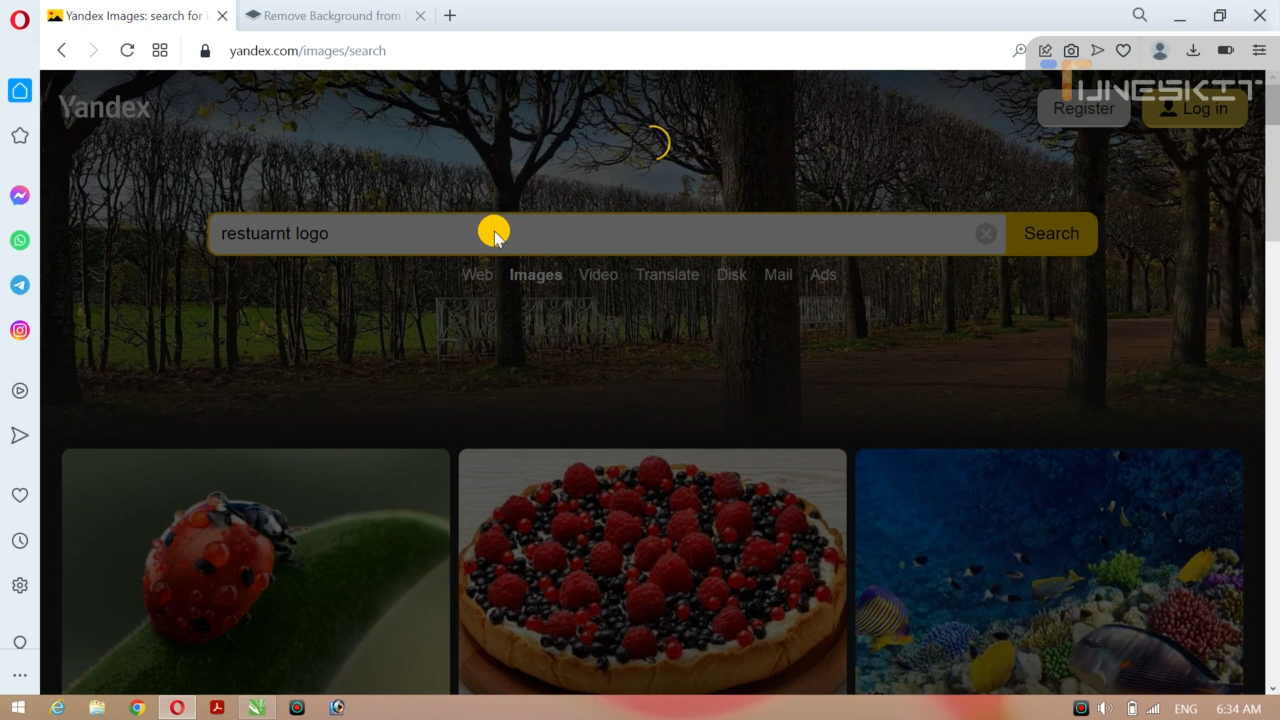 Yandex Images: search for i
Remove Background from
yandex.com/images/search
TUNESKIT
Yandex
Register
Log in
restuarnt logo
Search
Web
Images
Video
Translate
Disk
Mail
Ads
ENG
6:34 AM